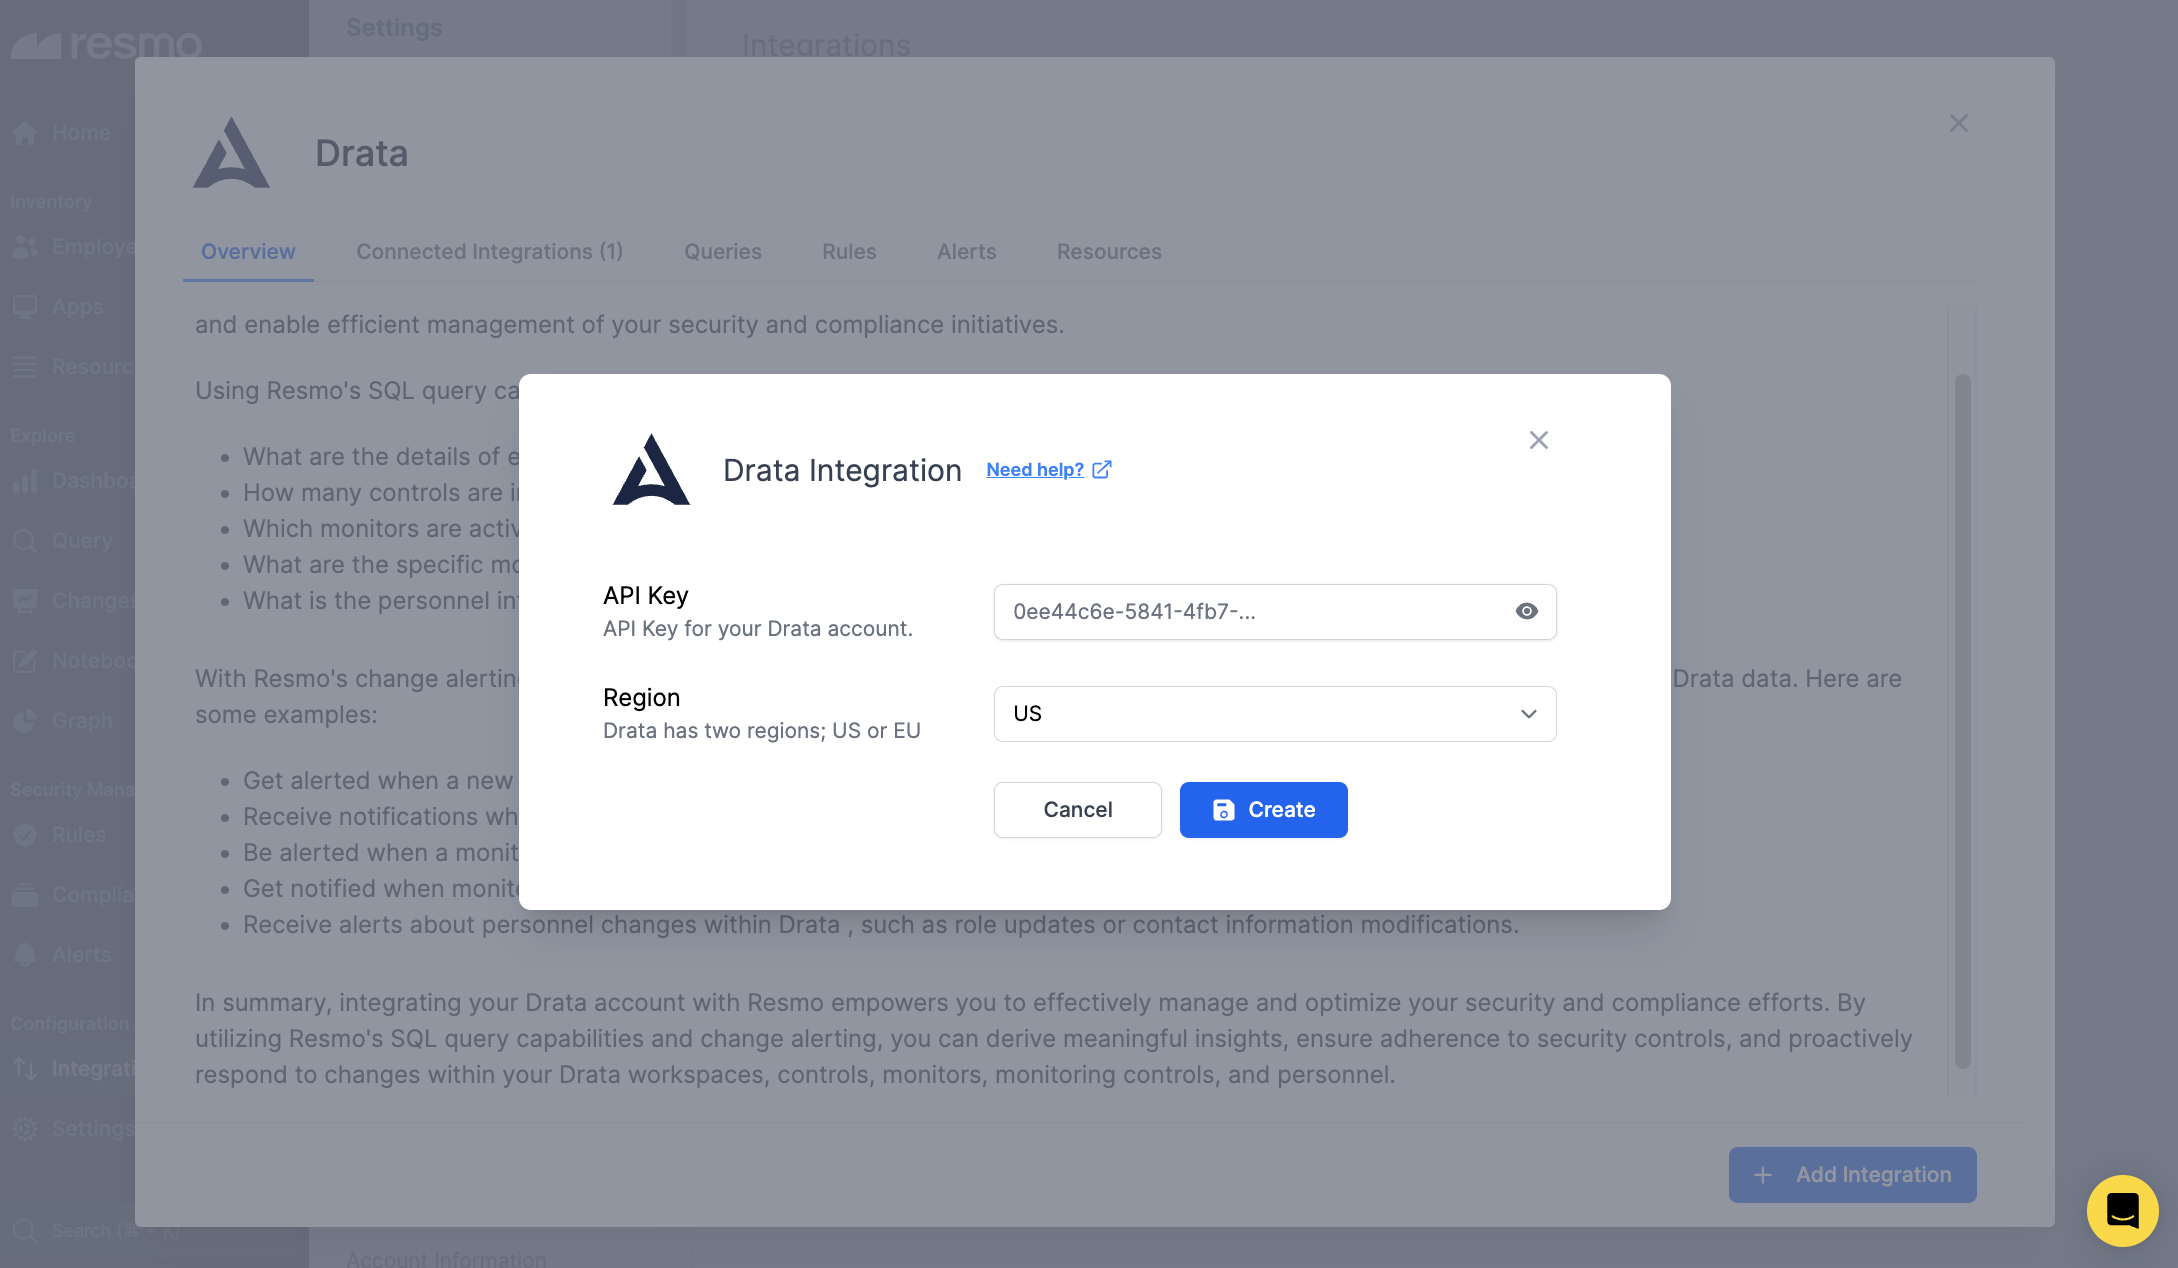 resmo
Settings
Integrations
Home
Inventory
Employe
Apps
Resourc
Explore
Dashboa
Query
Changes
Noteboo
Graph
Security Mana
Rules
Complia
Alerts
Configuration
Integrati
Settings
Search (⌘ + K)
Account Information
Drata
Overview
Connected Integrations (1)
Queries
Rules
Alerts
Resources
and enable efficient management of your security and compliance initiatives.
Using Resmo's SQL query ca
What are the details of e
How many controls are i
Which monitors are activ
What are the specific mo
What is the personnel in
With Resmo's change alerting Drata data. Here are
some examples:
Get alerted when a new
Receive notifications wh
Be alerted when a monit
Get notified when monito
Receive alerts about personnel changes within Drata , such as role updates or contact information modifications.
In summary, integrating your Drata account with Resmo empowers you to effectively manage and optimize your security and compliance efforts. By
utilizing Resmo's SQL query capabilities and change alerting, you can derive meaningful insights, ensure adherence to security controls, and proactively
respond to changes within your Drata workspaces, controls, monitors, monitoring controls, and personnel.
Add Integration
Drata Integration
Need help?
API Key
API Key for your Drata account.
0ee44c6e-5841-4fb7-...
Region
Drata has two regions; US or EU
US
Cancel
Create